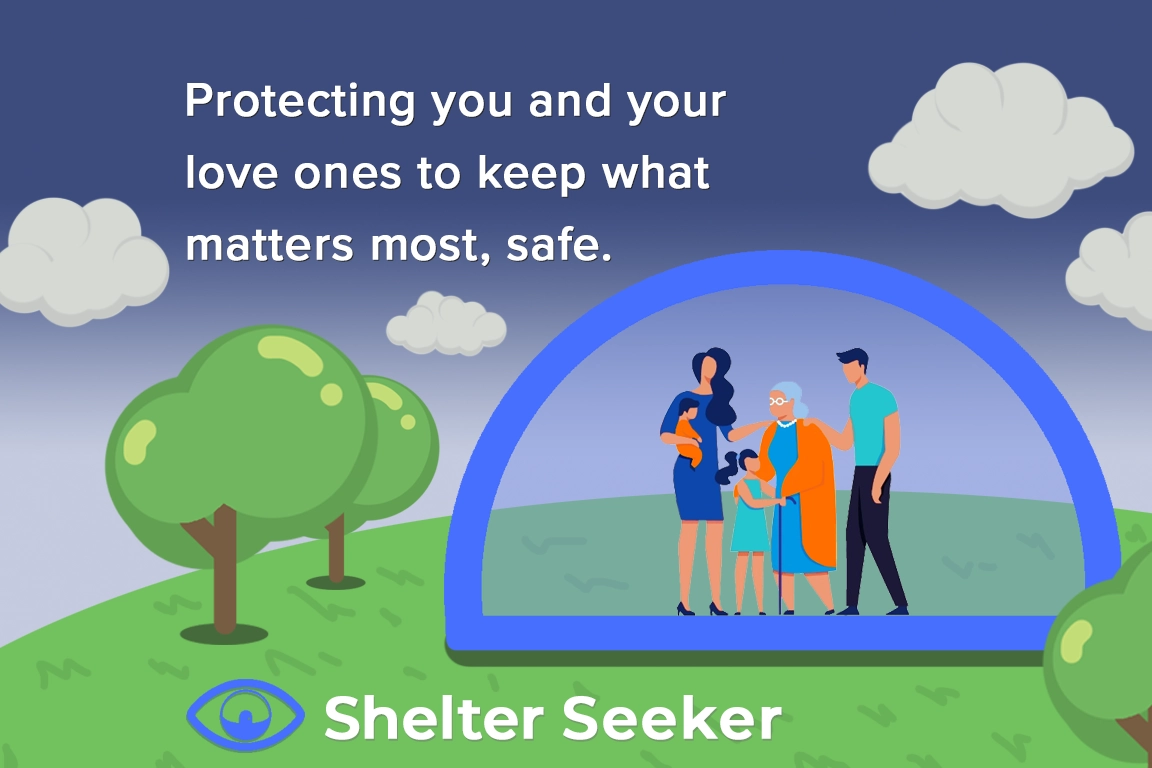 Protecting you and your
love ones to keep what
matters most, safe.
Shelter Seeker